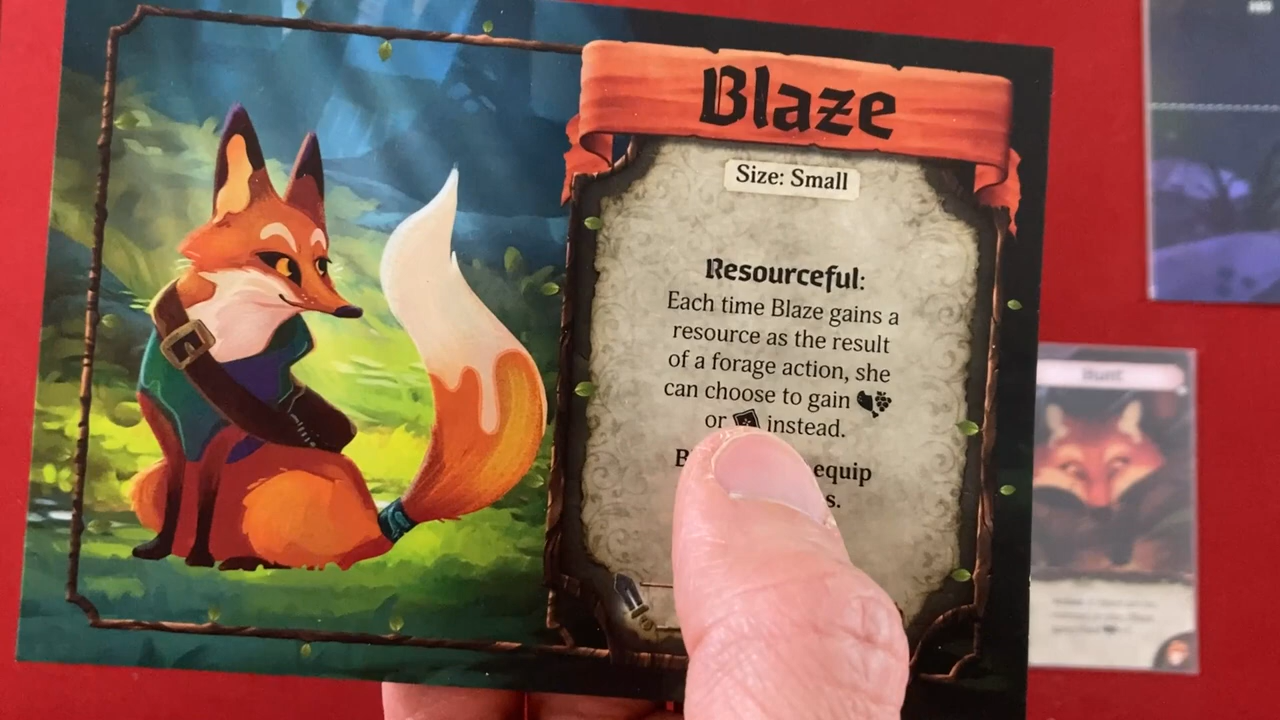 Blaze
Size: Small
Resourceful:
Each time Blaze gains a
resource as the result
of a forage action, she
can choose to gain
or instead.
equip